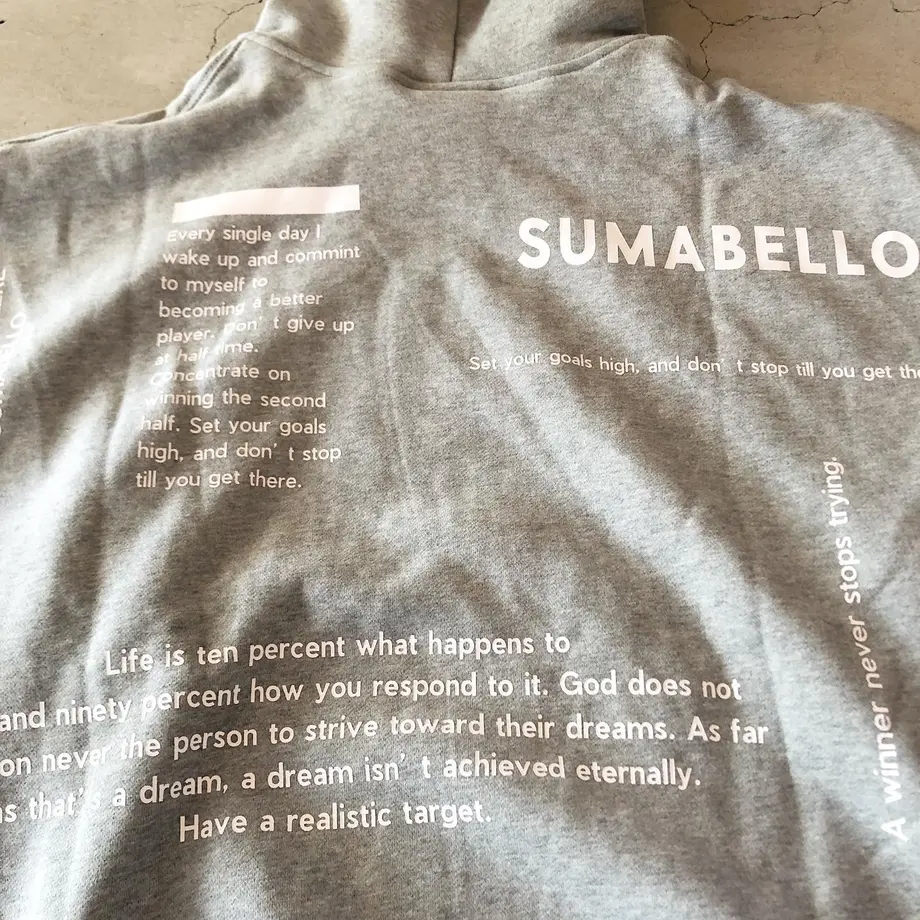 Every single day I
wake up and commint
to myself to
becoming a better
player. Don' t give up
at half time.
Concentrate on
winning the second
half. Set your goals
high, and don' t stop
till you get there.
SUMABELLO
Set your goals high, and don' t stop till you get the
A winner never stops trying.
Life is ten percent what happens to
and ninety percent how you respond to it. God does not
on never the person to strive toward their dreams. As far
as that's a dream, a dream isn' t achieved eternally.
Have a realistic target.